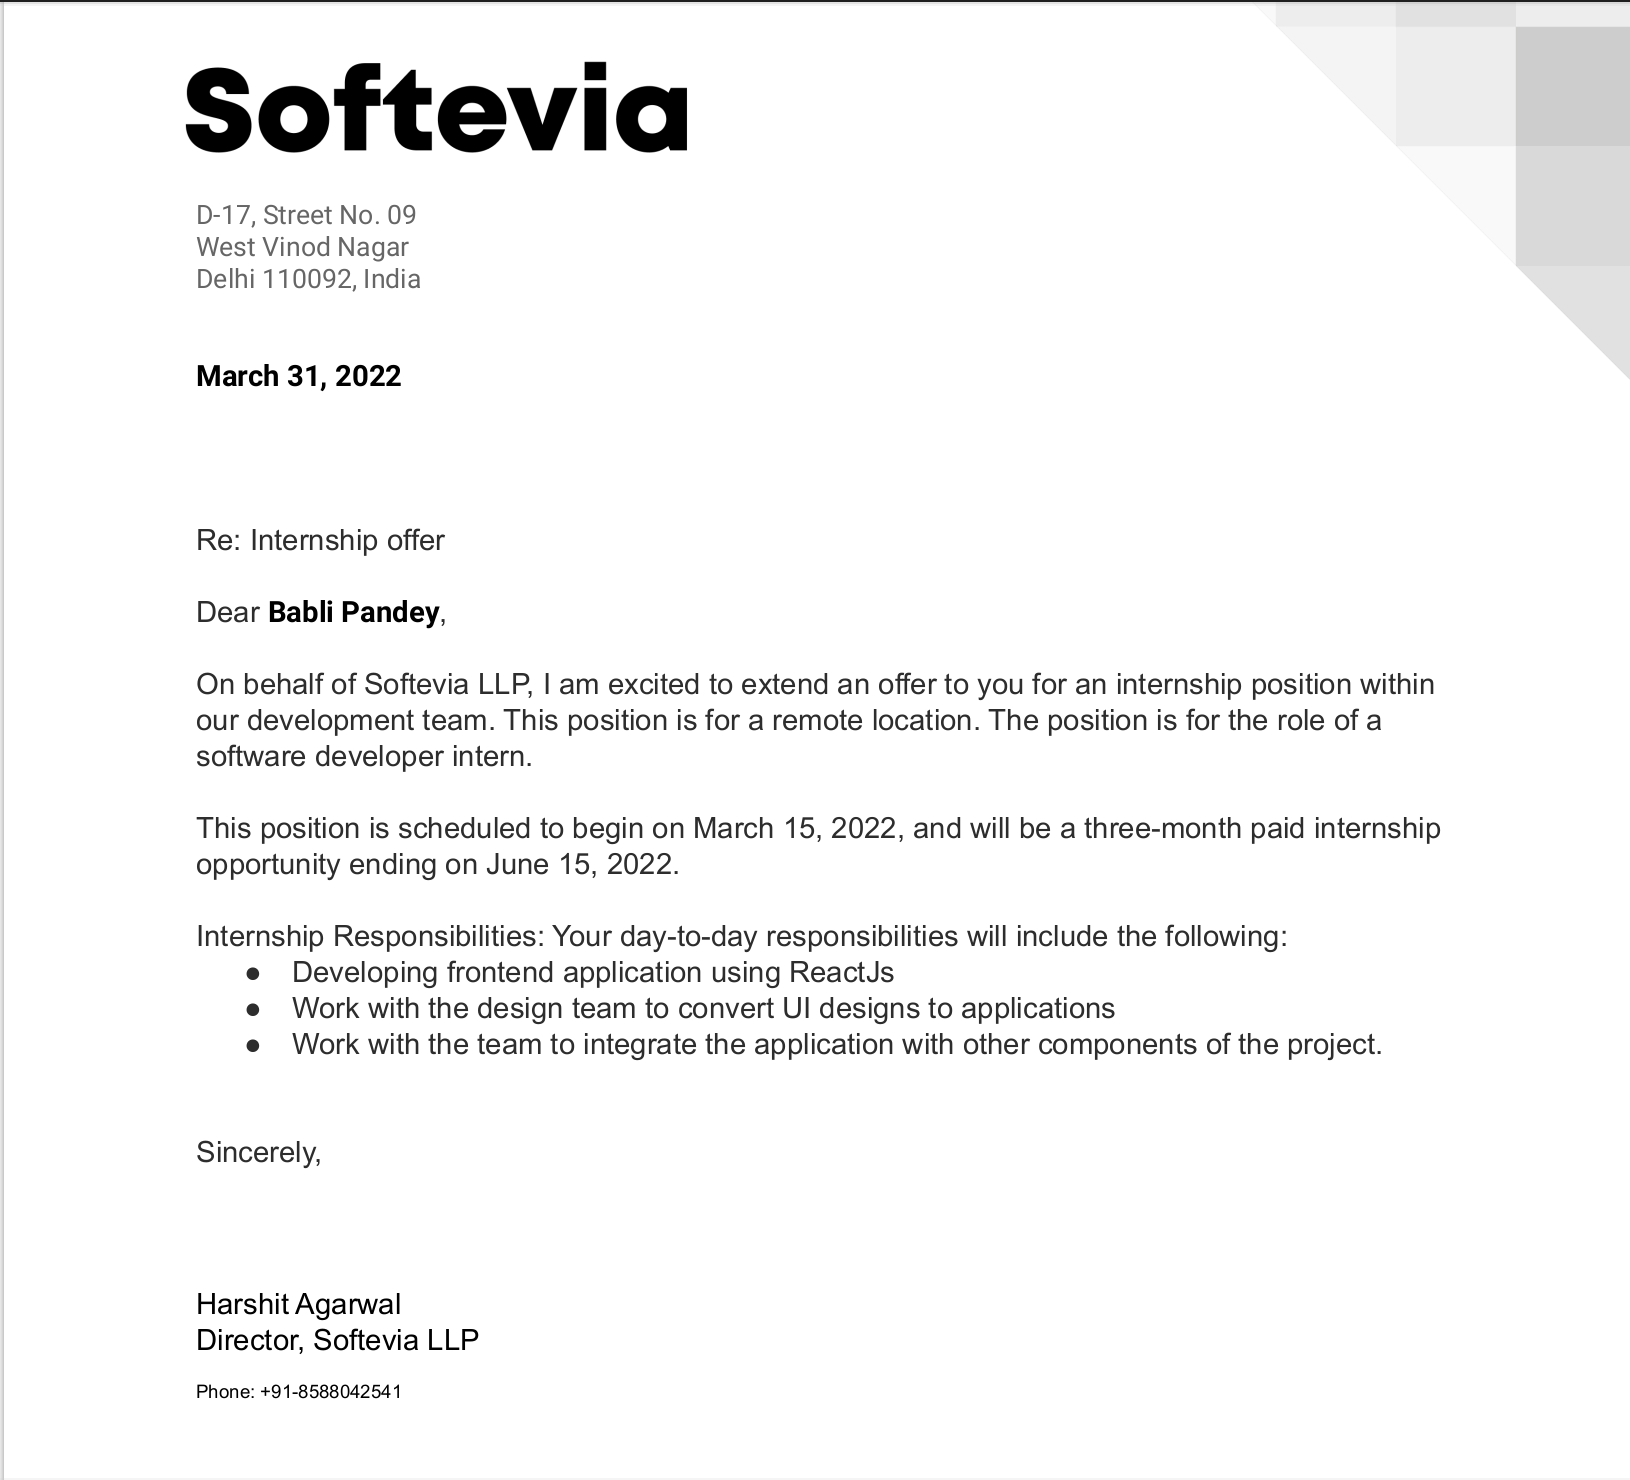 Softevia
D-17, Street No. 09
West Vinod Nagar
Delhi 110092, India
March 31, 2022
Re: Internship offer
Dear Babli Pandey,
On behalf of Softevia LLP, I am excited to extend an offer to you for an internship position within
our development team. This position is for a remote location. The position is for the role of a
software developer intern.
This position is scheduled to begin on March 15, 2022, and will be a three-month paid internship
opportunity ending on June 15, 2022.
Internship Responsibilities: Your day-to-day responsibilities will include the following:
● Developing frontend application using ReactJs
● Work with the design team to convert UI designs to applications
● Work with the team to integrate the application with other components of the project.
Sincerely,
Harshit Agarwal
Director, Softevia LLP
Phone: +91-8588042541